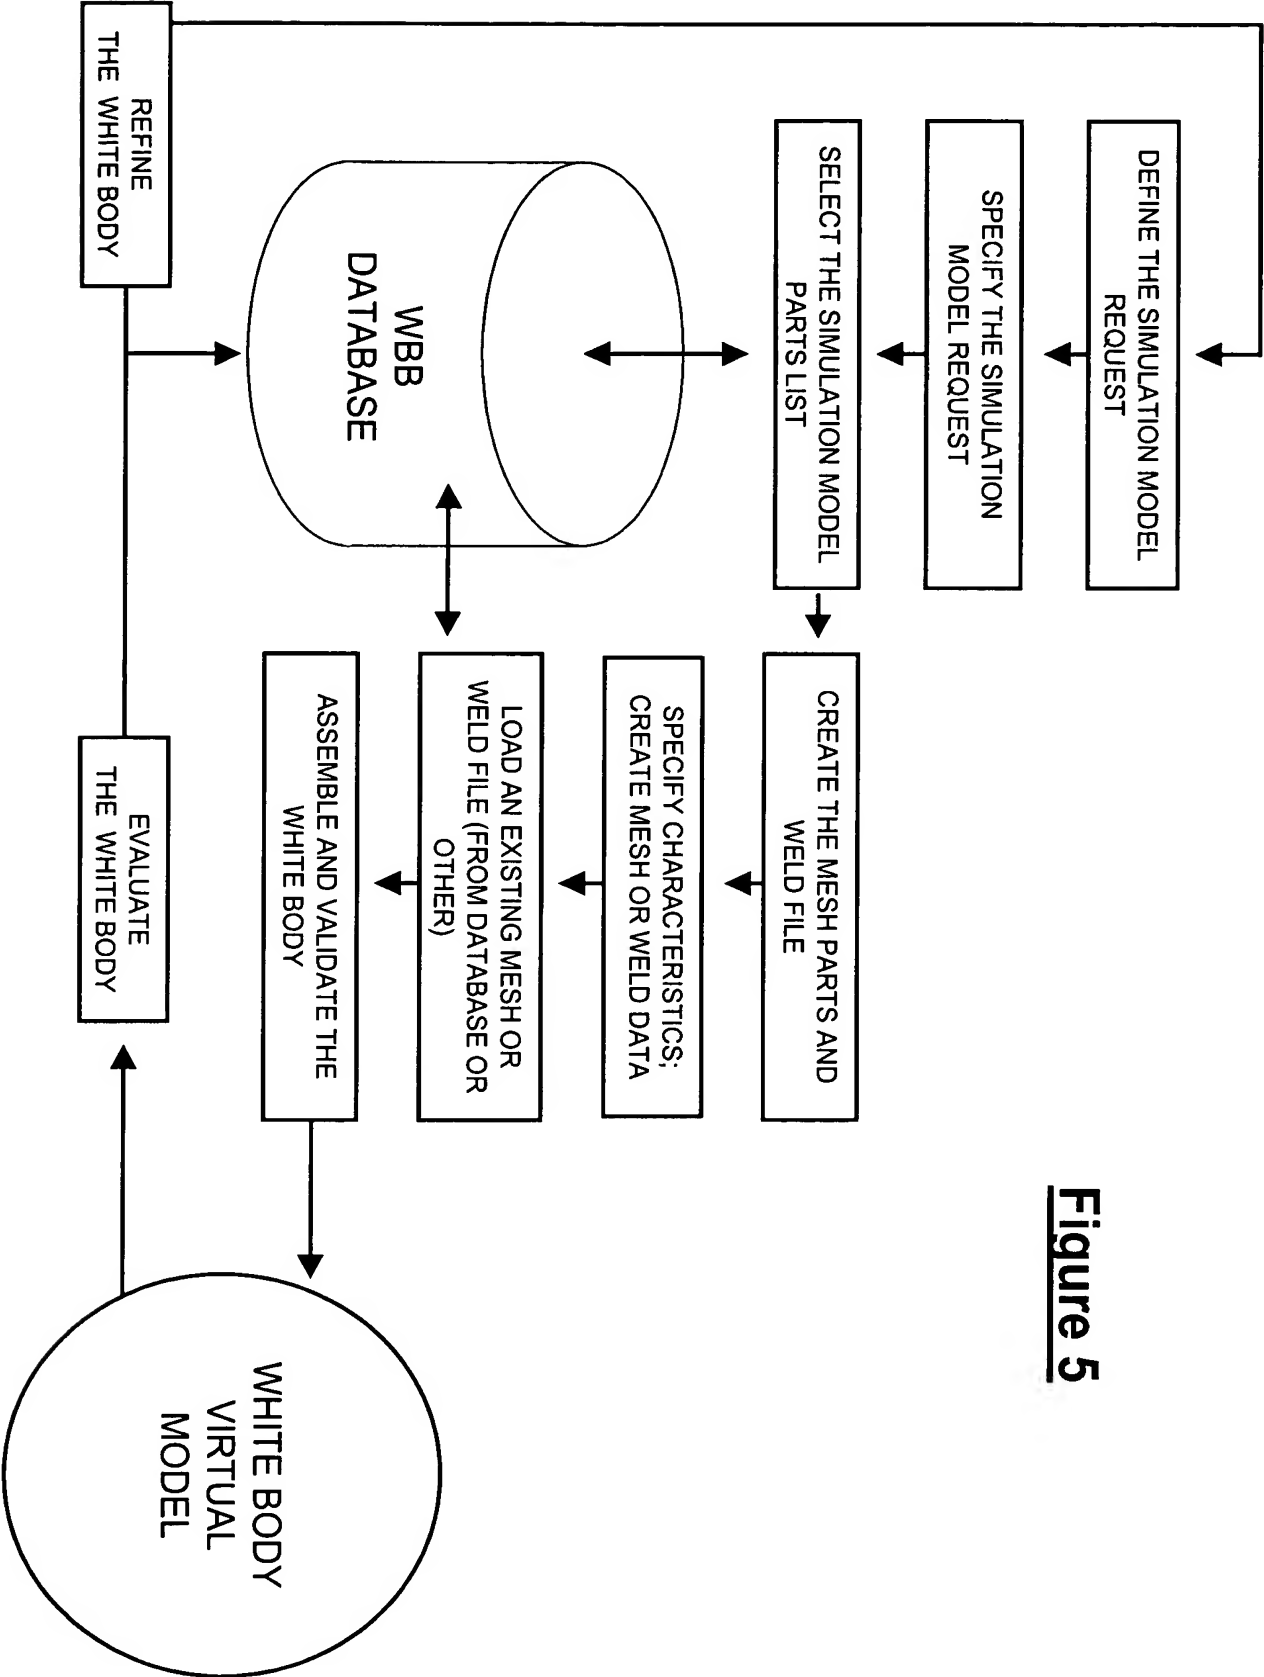 Figure 5
DEFINE THE SIMULATION MODEL
REQUEST
SPECIFY THE SIMULATION
MODEL REQUEST
SELECT THE SIMULATION MODEL
PARTS LIST
CREATE THE MESH PARTS AND
WELD FILE
SPECIFY CHARACTERISTICS;
CREATE MESH OR WELD DATA
LOAD AN EXISTING MESH OR
WELD FILE (FROM DATABASE OR
OTHER)
ASSEMBLE AND VALIDATE THE
WHITE BODY
WBB
DATABASE
WHITE BODY
VIRTUAL
MODEL
EVALUATE
THE WHITE BODY
REFINE
THE WHITE BODY